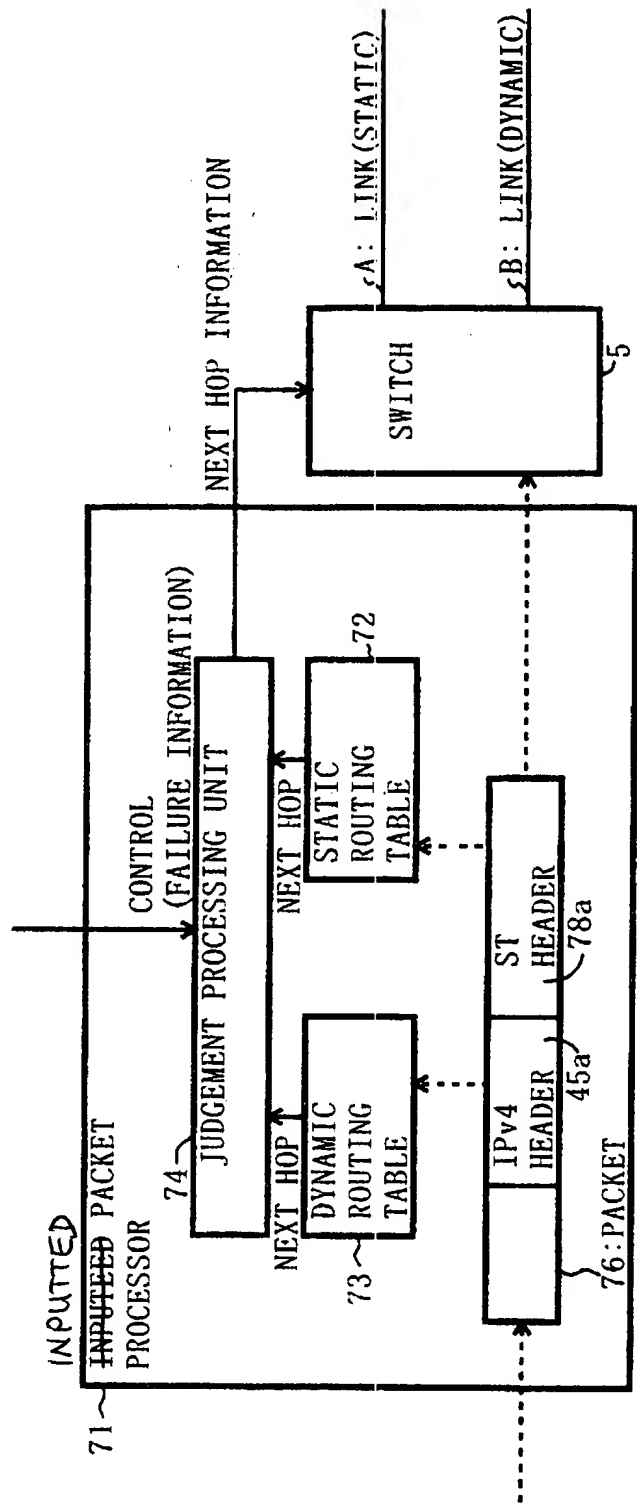 INPUTTED
INPUTEED PACKET
PROCESSOR
71
CONTROL
(FAILURE INFORMATION)
74
JUDGEMENT PROCESSING UNIT
NEXT HOP INFORMATION
NEXT HOP
NEXT HOP
DYNAMIC
ROUTING
TABLE
73
STATIC
ROUTING
TABLE
72
IPv4
HEADER
45a
ST
HEADER
78a
76:PACKET
SWITCH
5
A: LINK(STATIC)
B: LINK(DYNAMIC)